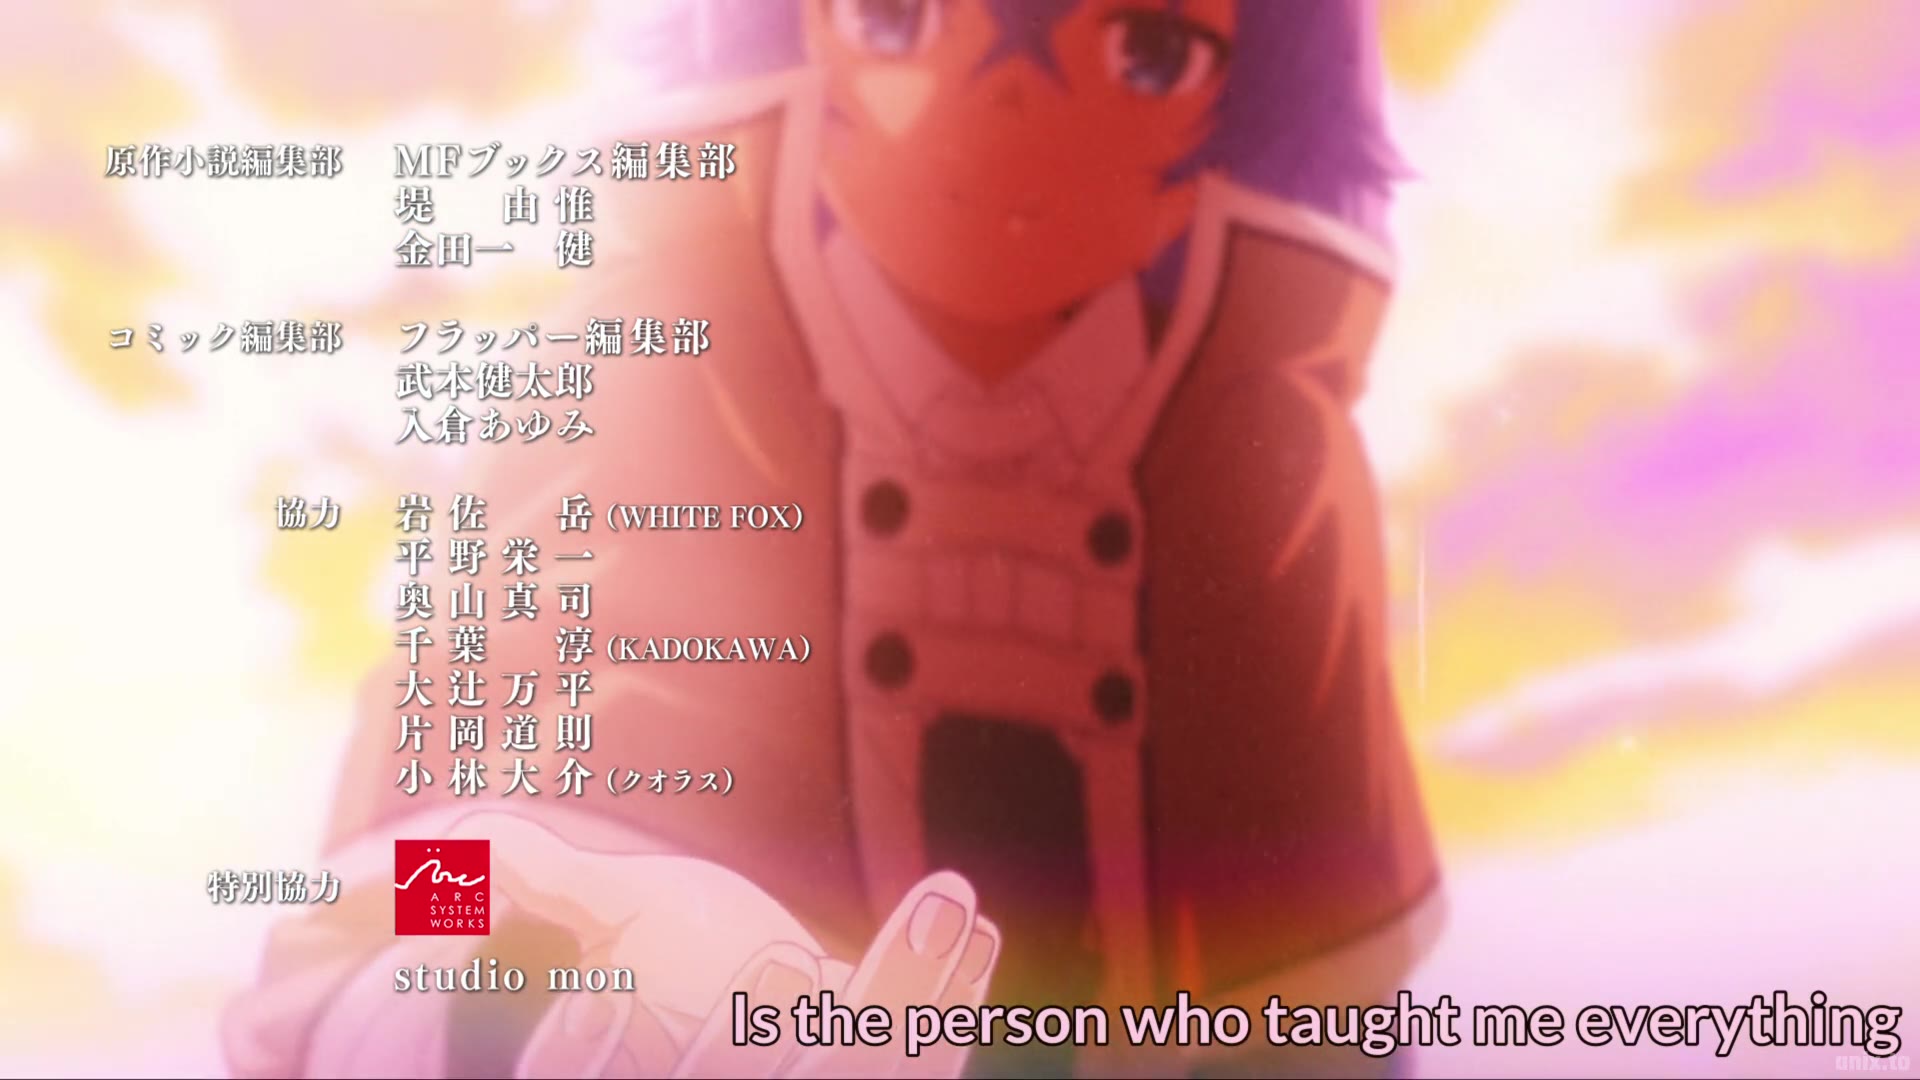 原作小説編集部 MFブックス編集部
堤 由惟
金田一 健
コミック編集部 フラッパー編集部
武本健太郎
入倉あゆみ
協力 岩佐 岳（WHITE FOX）
平野栄一
奥山真司
千葉 淳（KADOKAWA）
大辻万平
片岡道則
小林大介（クオラス）
特別協力
ARC
SYSTEM
WORKS
studio mon
Is the person who taught me everything
anix.to